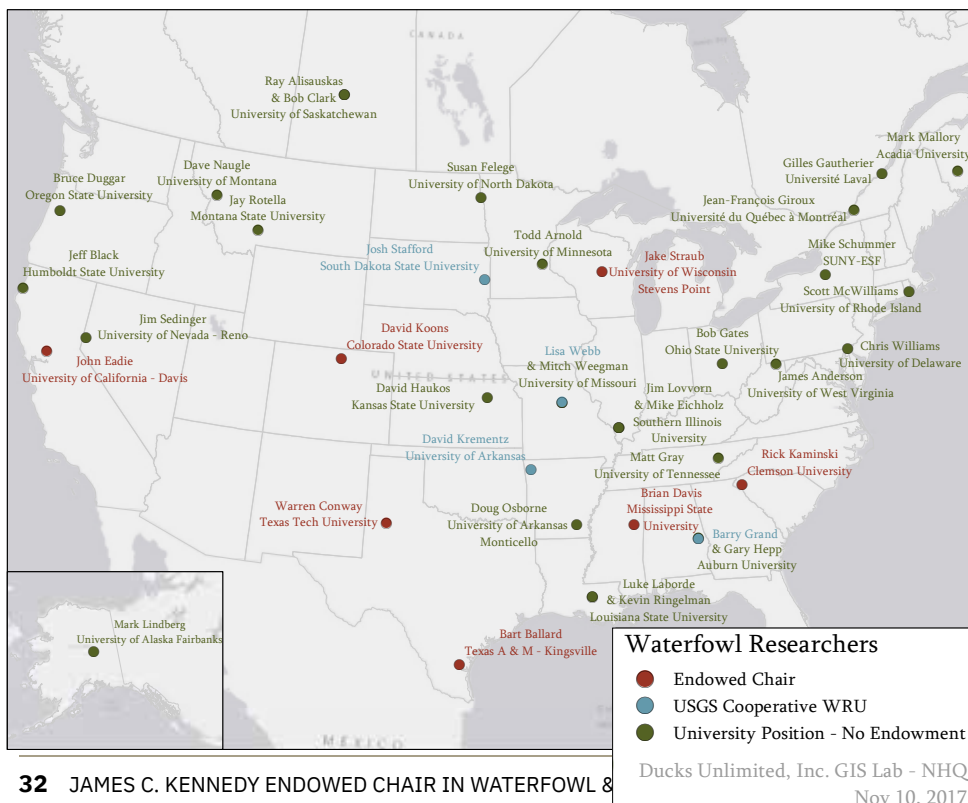 CANADA
Ray Alisauskas
& Bob Clark
University of Saskatchewan
Mark Mallory
Acadia University
Gilles Gautherier
Université Laval
Dave Naugle
University of Montana
Susan Felege
University of North Dakota
Bruce Duggar
Oregon State University
Jay Rotella
Montana State University
Jean-François Giroux
Université du Québec à Montréal
Todd Arnold
University of Minnesota
Josh Stafford
South Dakota State University
Jake Straub
University of Wisconsin
Stevens Point
Mike Schummer
SUNY-ESF
Jeff Black
Humboldt State University
Scott McWilliams
University of Rhode Island
Jim Sedinger
University of Nevada - Reno
David Koons
Colorado State University
Bob Gates
Ohio State University
Chris Williams
University of Delaware
John Eadie
University of California - Davis
UNITED STATES
Lisa Webb
& Mitch Weegman
University of Missouri
James Anderson
University of West Virginia
David Haukos
Kansas State University
Jim Lovvorn
& Mike Eichholz
Southern Illinois
University
David Krementz
University of Arkansas
Matt Gray
University of Tennessee
Rick Kaminski
Clemson University
Warren Conway
Texas Tech University
Doug Osborne
University of Arkansas
Monticello
Brian Davis
Mississippi State
University
Barry Grand
& Gary Hepp
Auburn University
Luke Laborde
& Kevin Ringelman
Louisiana State University
Mark Lindberg
University of Alaska Fairbanks
Bart Ballard
Texas A & M - Kingsville
MEXICO
Waterfowl Researchers
Endowed Chair
USGS Cooperative WRU
University Position - No Endowment
Ducks Unlimited, Inc. GIS Lab - NHQ
Nov 10, 2017
32 JAMES C. KENNEDY ENDOWED CHAIR IN WATERFOWL &